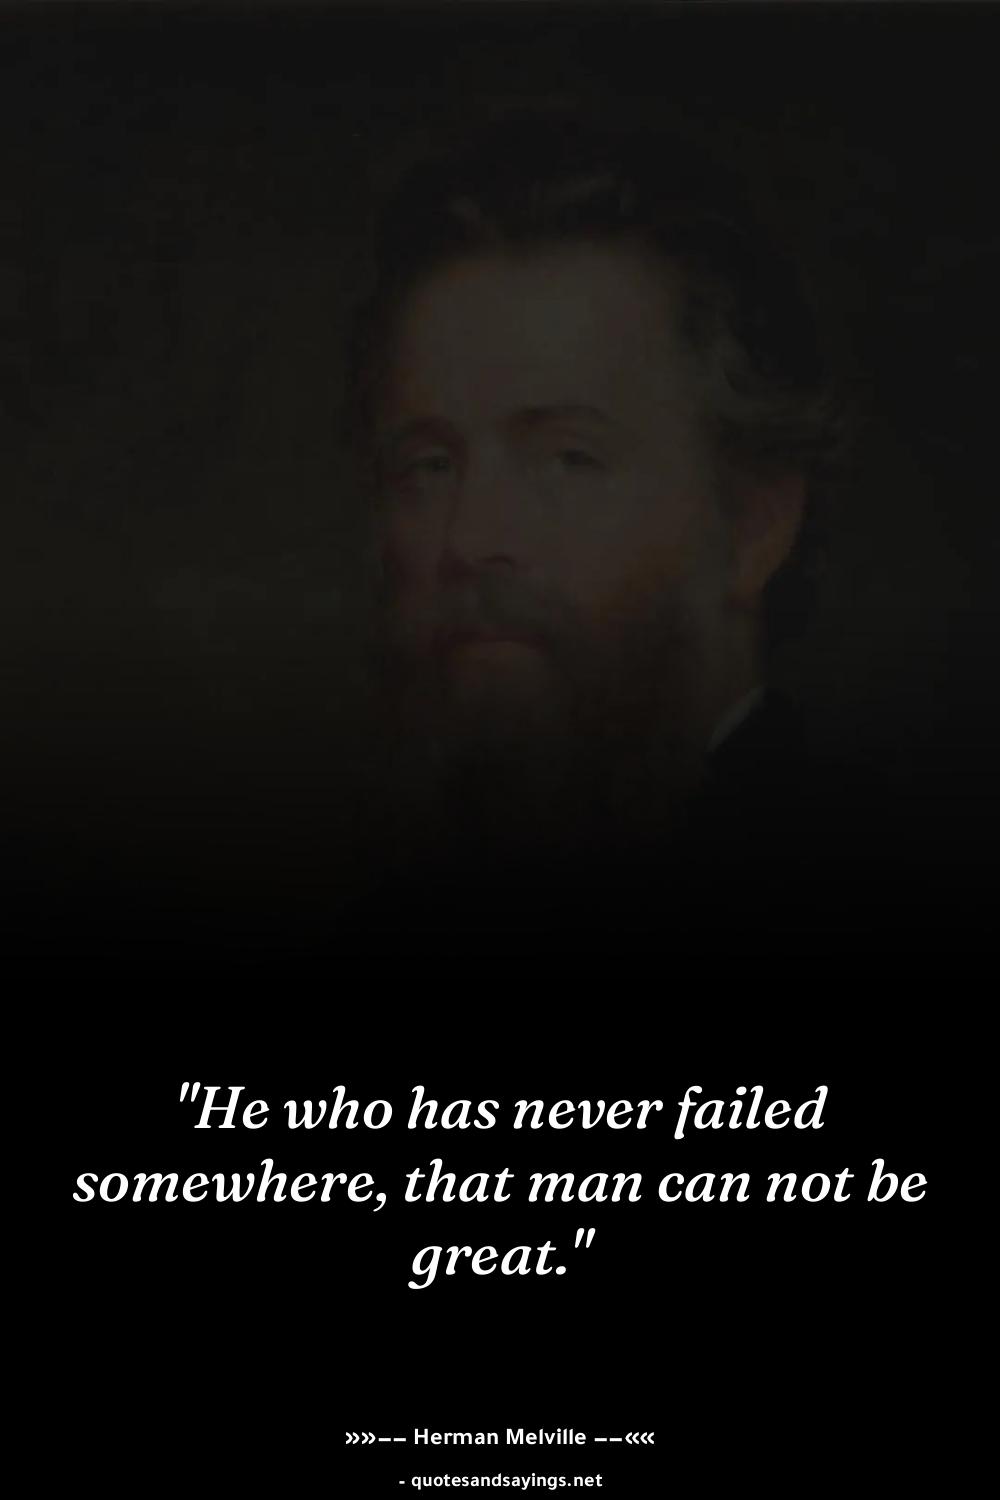 "He who has never failed
somewhere, that man can not be
great."
»»–– Herman Melville ––««
- quotesandsayings.net